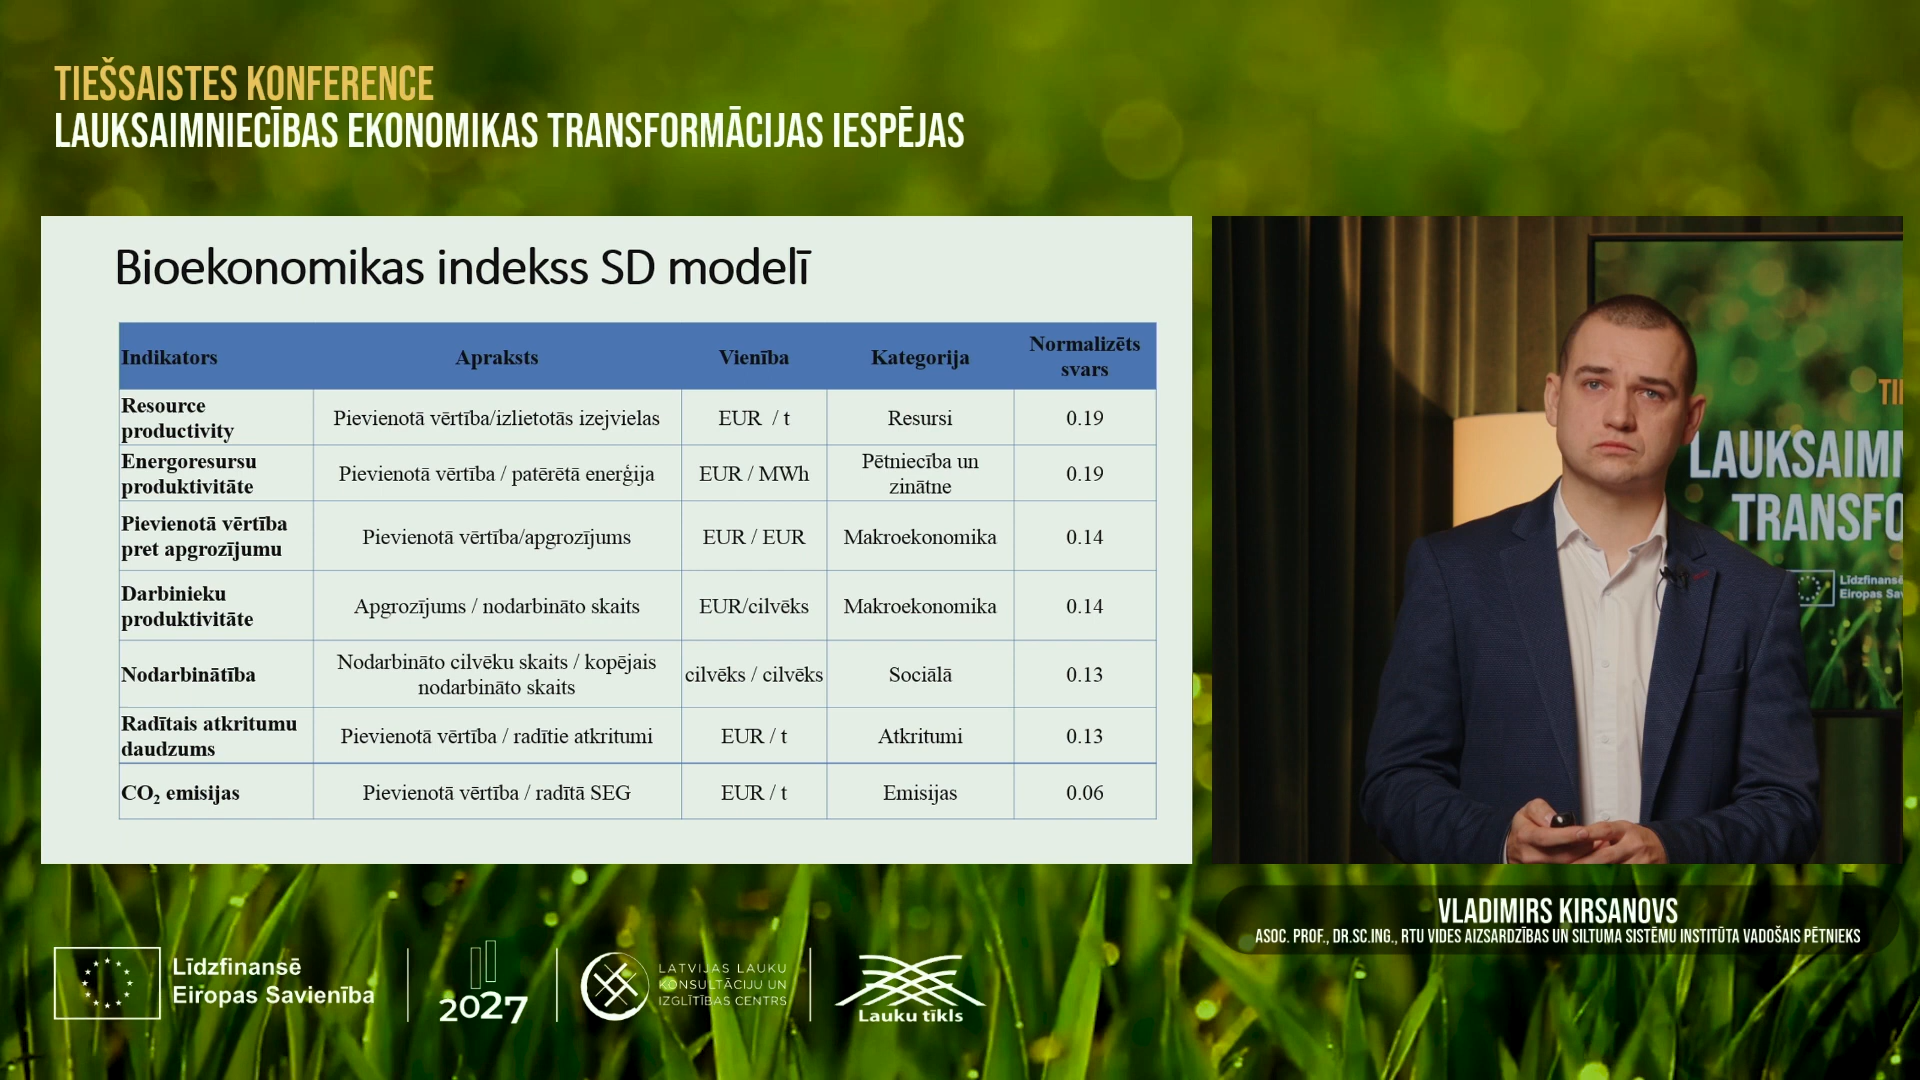 TIEŠSAISTES KONFERENCE
LAUKSAIMNIECĪBAS EKONOMIKAS TRANSFORMĀCIJAS IESPĒJAS
Bioekonomikas indekss SD modelī
Indikators Apraksts Vienība Kategorija Normalizēts svars
Resource productivity Pievienotā vērtība/izlietotās izejvielas EUR / t Resursi 0.19
Energoresursu produktivitāte Pievienotā vērtība / patērētā enerģija EUR / MWh Pētniecība un zinātne 0.19
Pievienotā vērtība pret apgrozījumu Pievienotā vērtība/apgrozījums EUR / EUR Makroekonomika 0.14
Darbinieku produktivitāte Apgrozījums / nodarbināto skaits EUR/cilvēks Makroekonomika 0.14
Nodarbinātība Nodarbināto cilvēku skaits / kopējais nodarbināto skaits cilvēks / cilvēks Sociālā 0.13
Radītais atkritumu daudzums Pievienotā vērtība / radītie atkritumi EUR / t Atkritumi 0.13
CO₂ emisijas Pievienotā vērtība / radītā SEG EUR / t Emisijas 0.06
TI
LAUKSAIMN
TRANSFO
Līdzfinansē
Eiropas Sav
VLADIMIRS KIRSANOVS
ASOC. PROF., DR.SC.ING., RTU VIDES AIZSARDZĪBAS UN SILTUMA SISTĒMU INSTITŪTA VADOŠAIS PĒTNIEKS
Līdzfinansē
Eiropas Savienība
2027
LATVIJAS LAUKU
KONSULTĀCIJU UN
IZGLĪTĪBAS CENTRS
Lauku tīkls